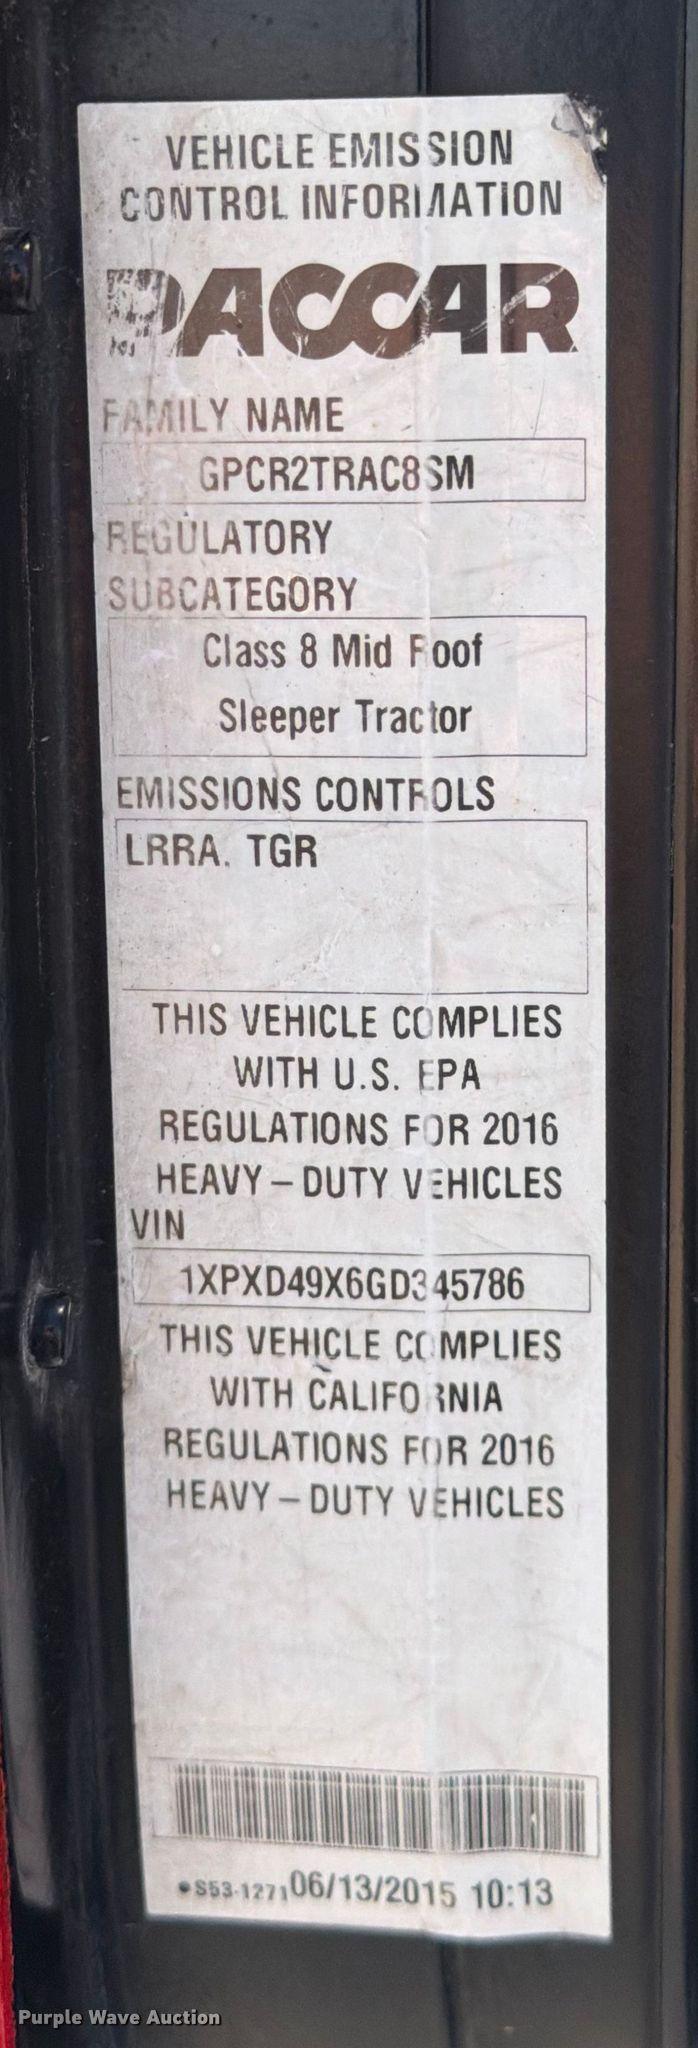 VEHICLE EMISSION
CONTROL INFORMATION
PACCAR
FAMILY NAME
GPCR2TRAC8SM
REGULATORY
SUBCATEGORY
Class 8 Mid Roof
Sleeper Tractor
EMISSIONS CONTROLS
LRRA. TGR
THIS VEHICLE COMPLIES
WITH U.S. EPA
REGULATIONS FOR 2016
HEAVY-DUTY VEHICLES
VIN
1XPXD49X6GD345786
THIS VEHICLE COMPLIES
WITH CALIFORNIA
REGULATIONS FOR 2016
HEAVY-DUTY VEHICLES
•S53-1271 06/13/2015 10:13
Purple Wave Auction